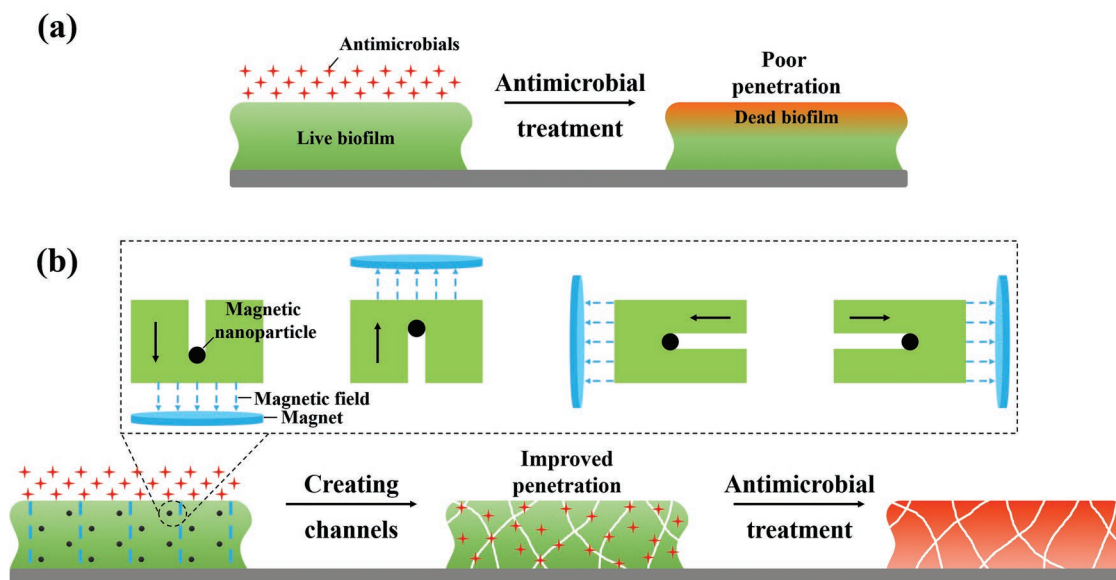 (a)
Antimicrobials
Live biofilm
Antimicrobial
treatment
Poor
penetration
Dead biofilm
(b)
Magnetic
nanoparticle
Magnetic field
Magnet
Creating
channels
Improved
penetration
Antimicrobial
treatment